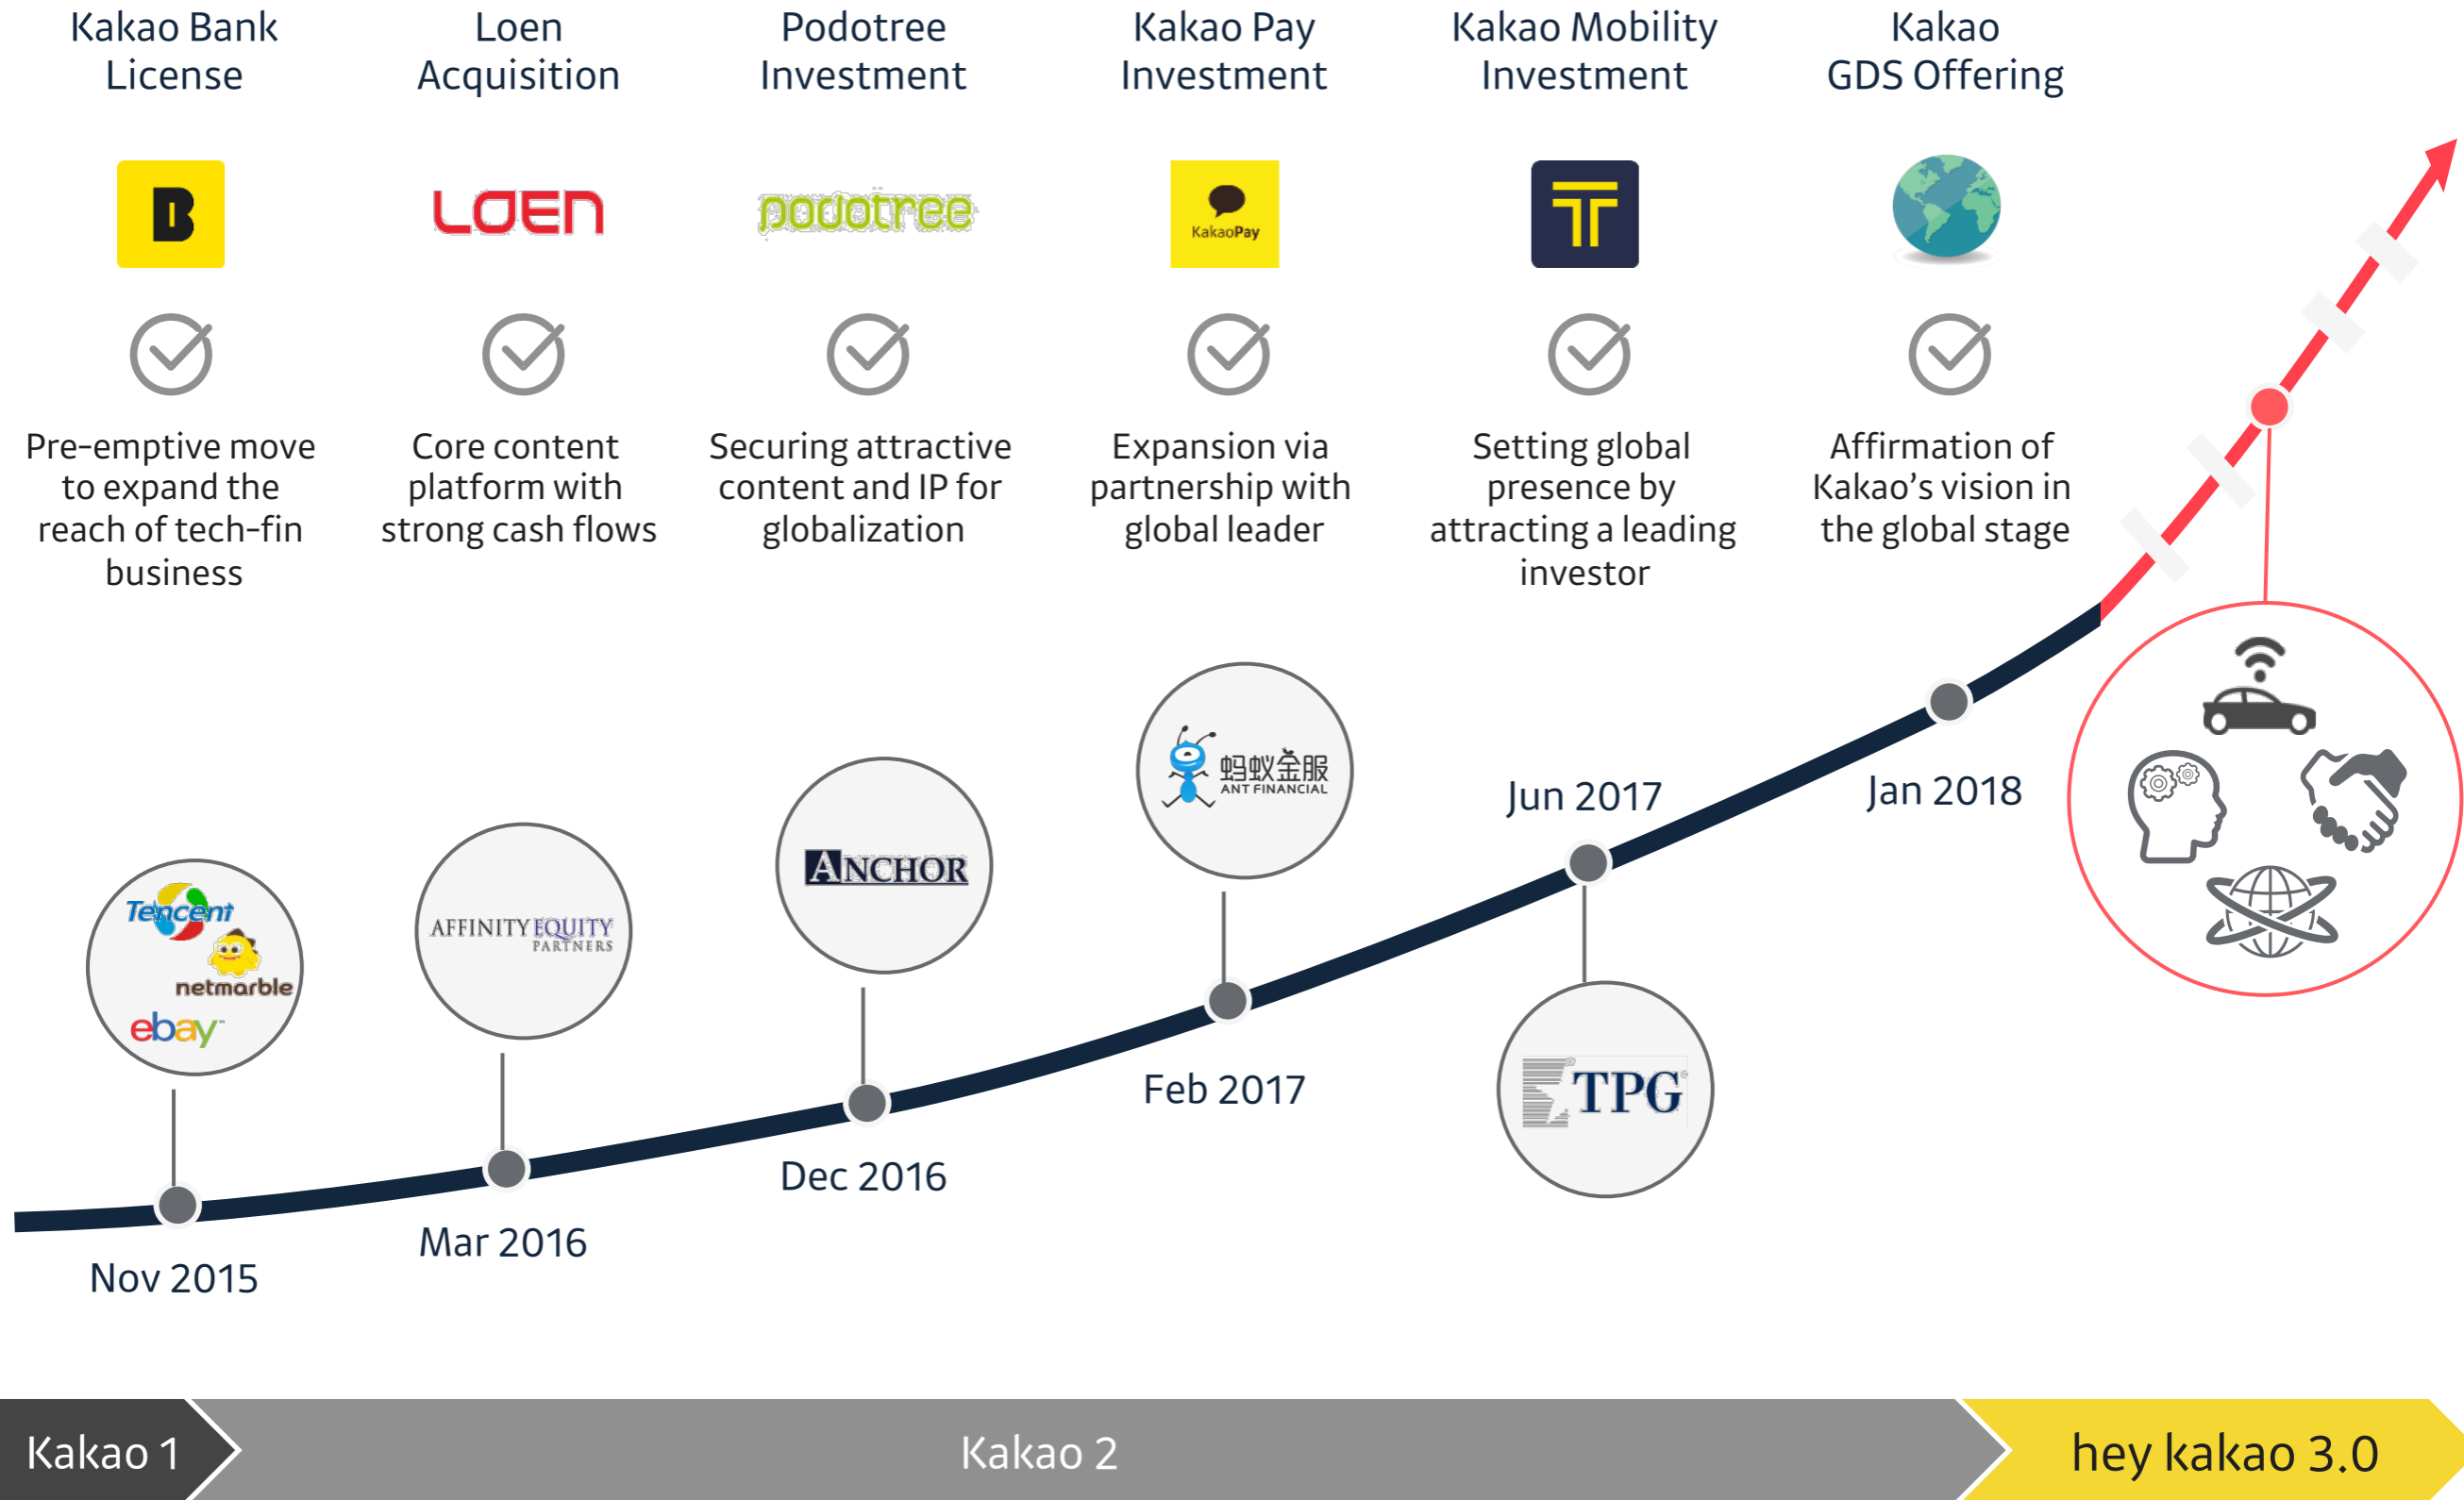 Kakao Bank
License
Loen
Acquisition
Podotree
Investment
Kakao Pay
Investment
Kakao Mobility
Investment
Kakao
GDS Offering
B
LOEN
podotree
KakaoPay
T
Pre-emptive move
to expand the
reach of tech-fin
business
Core content
platform with
strong cash flows
Securing attractive
content and IP for
globalization
Expansion via
partnership with
global leader
Setting global
presence by
attracting a leading
investor
Affirmation of
Kakao’s vision in
the global stage
Tencent
netmarble
ebay™
AFFINITY EQUITY
PARTNERS
ANCHOR
蚂蚁金服
ANT FINANCIAL
TPG®
Nov 2015
Mar 2016
Dec 2016
Feb 2017
Jun 2017
Jan 2018
Kakao 1
Kakao 2
hey kakao 3.0